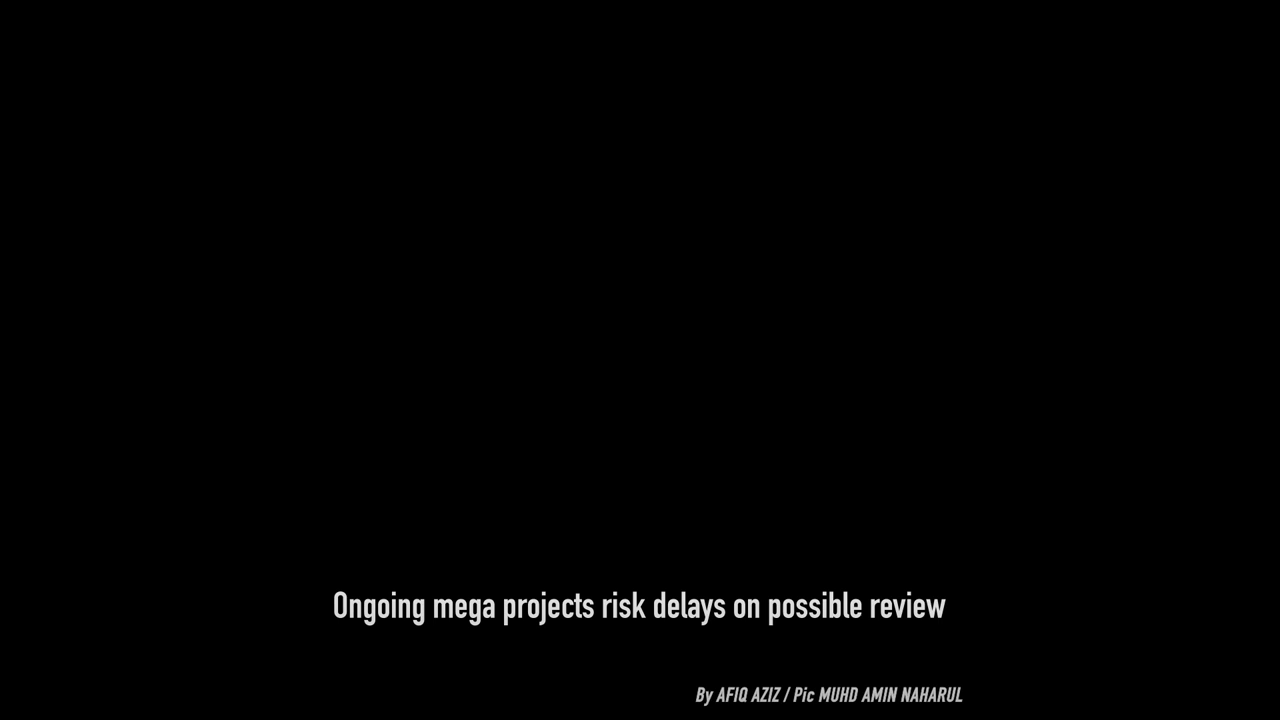 Ongoing mega projects risk delays on possible review
By AFIQ AZIZ / Pic MUHD AMIN NAHARUL